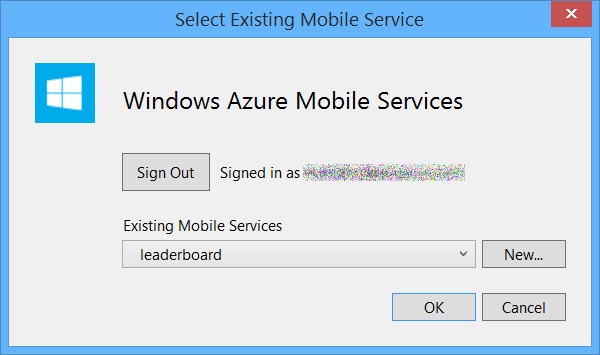 Select Existing Mobile Service
Windows Azure Mobile Services
Sign Out
Signed in as
Existing Mobile Services
leaderboard
New...
OK
Cancel